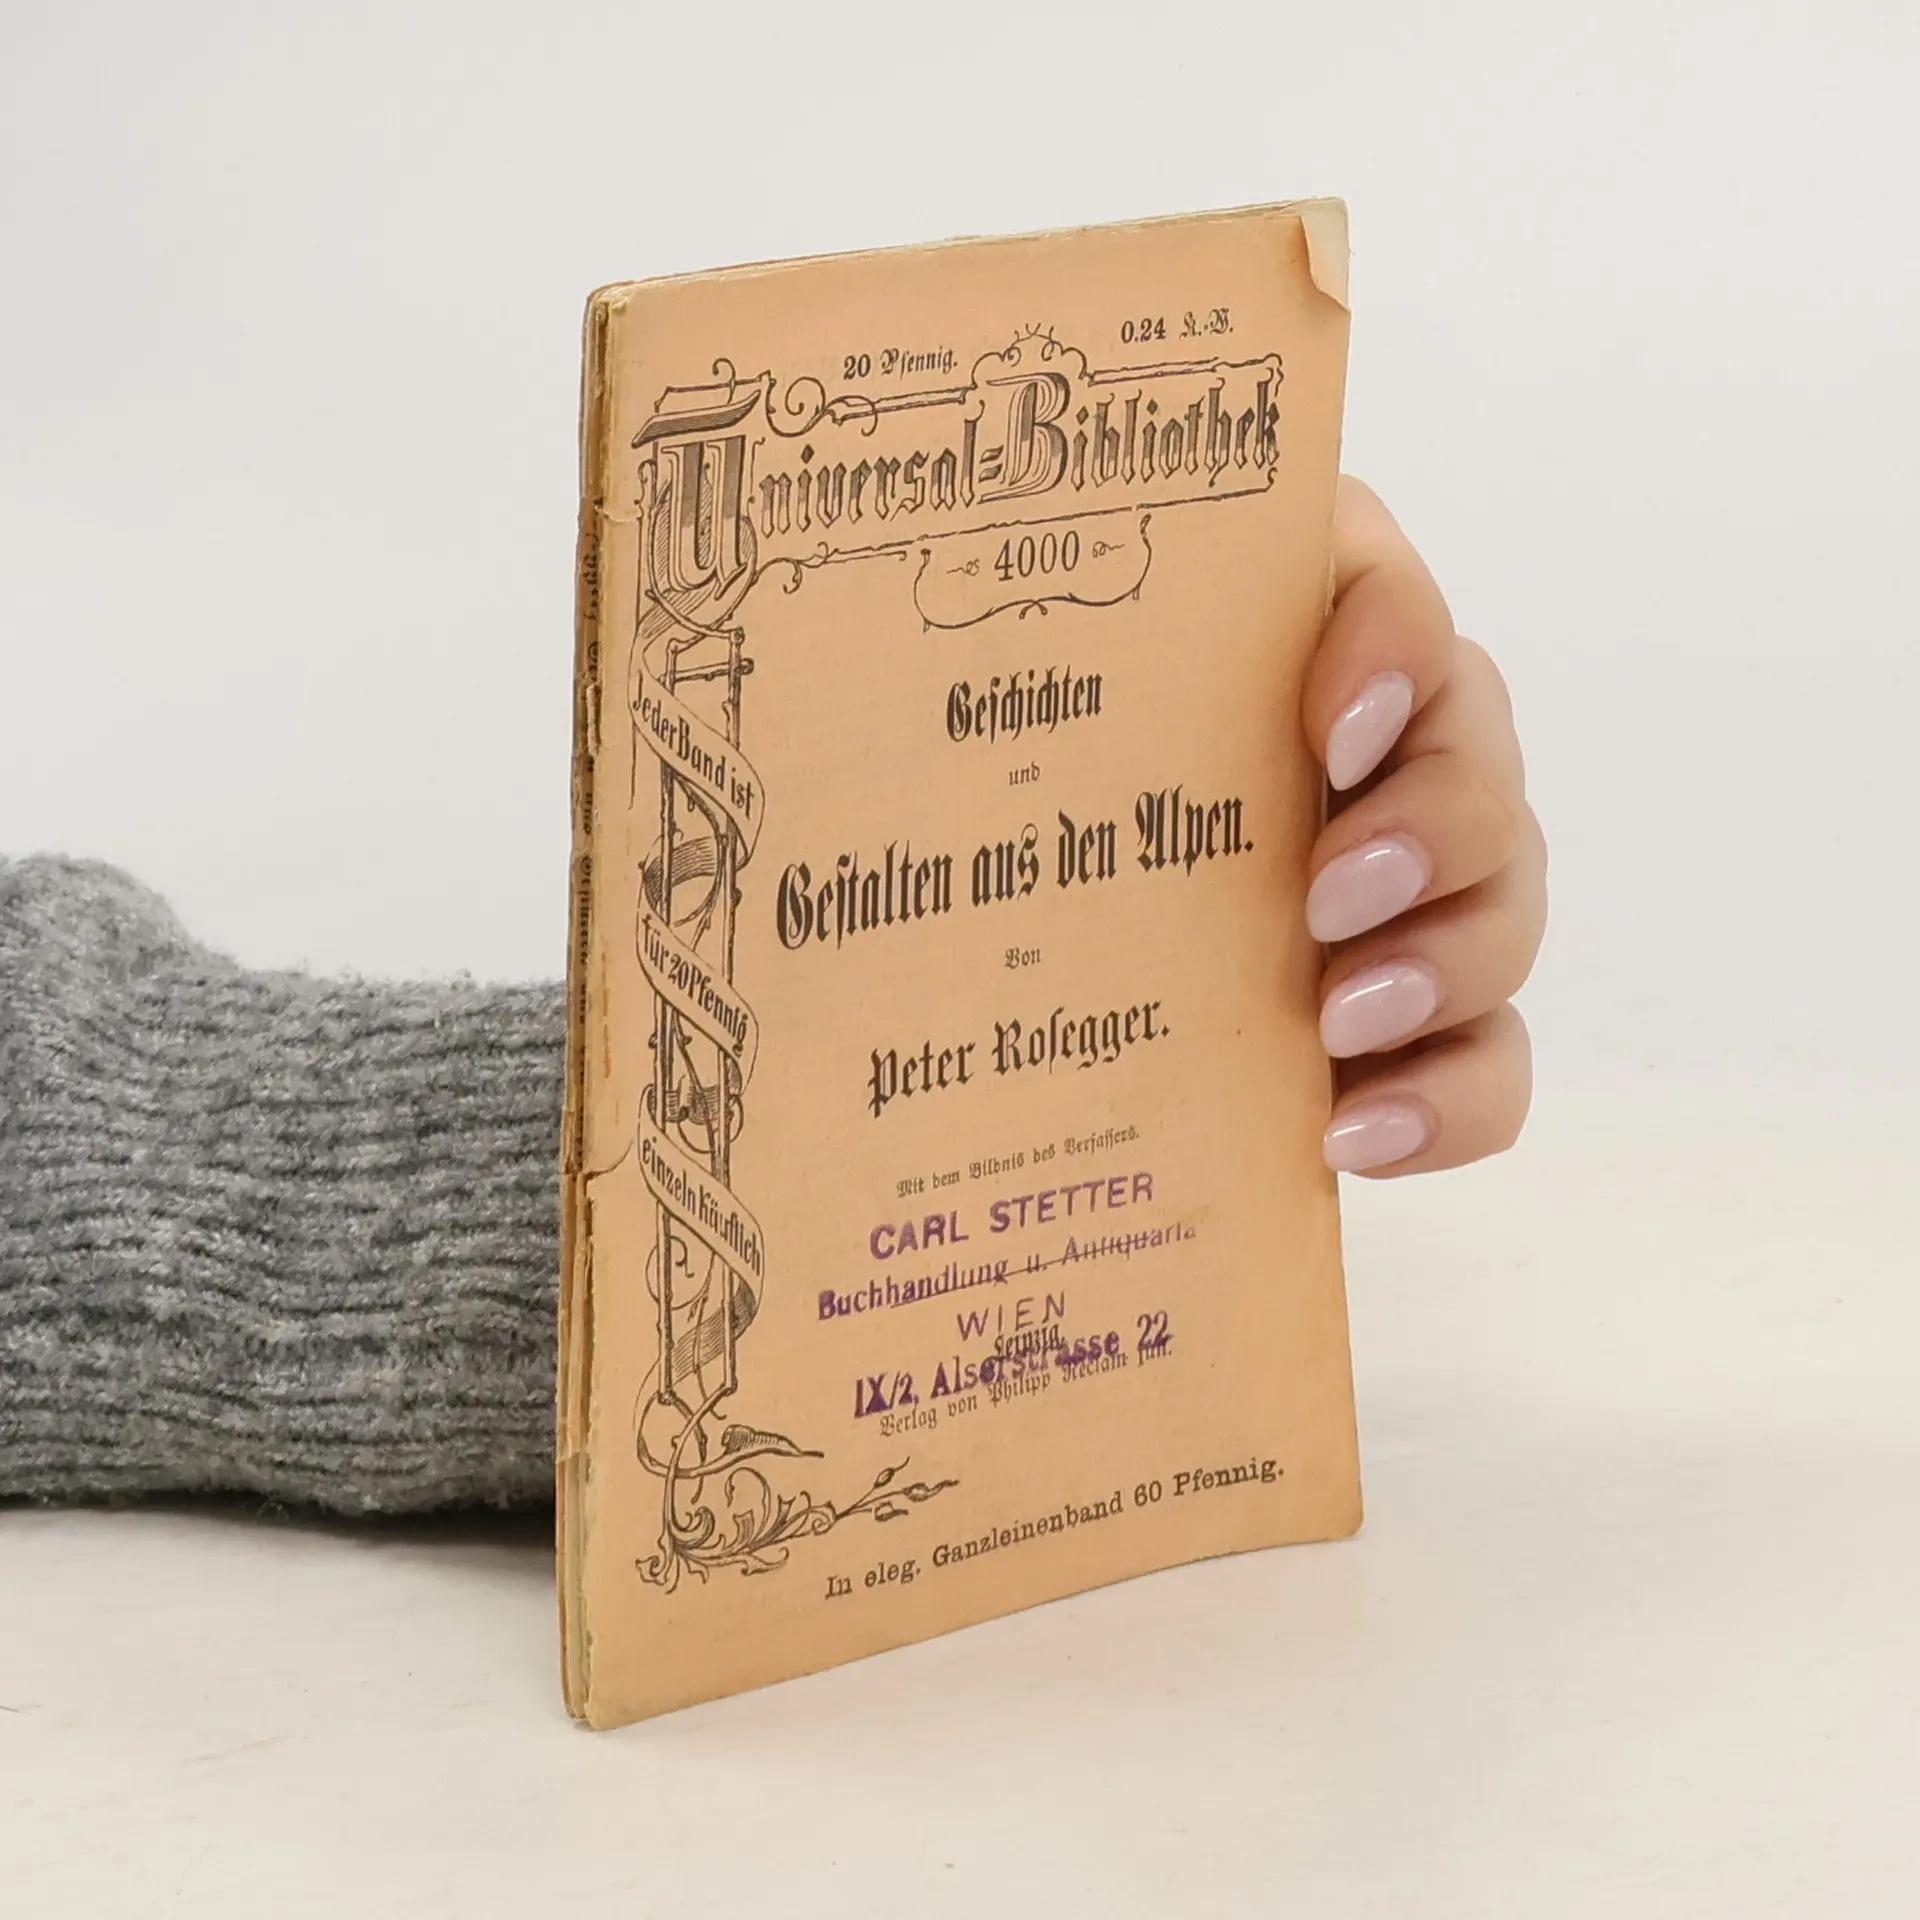 20 Pfennig.
0.24 K.-W.
Universal=Bibliothek
4000
Geschichten
und
Gestalten aus den Alpen.
Von
Peter Rosegger.
Mit dem Bildnis des Verfassers.
Jeder Band ist
für 20 Pfennig
einzeln käuflich
CARL STETTER
Buchhandlung u. Antiquaria
WIEN
IX/2, Alserstrasse 22
Leipzig.
Verlag von Philipp Reclam jun.
In eleg. Ganzleinenband 60 Pfennig.